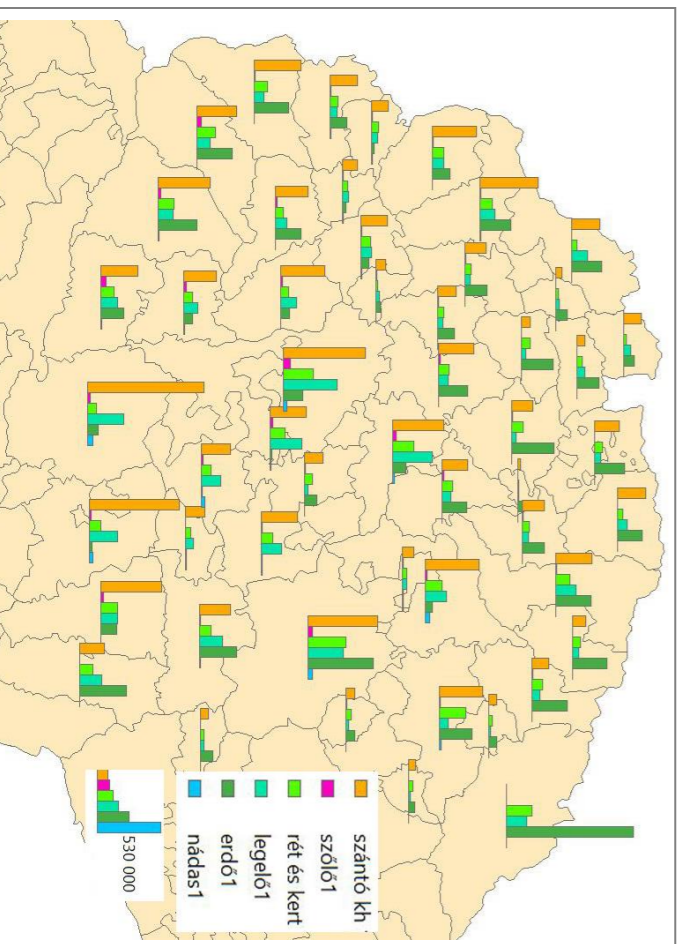 szántó kh
szőlő1
rét és kert
legelő1
erdő1
nádas1
530 000